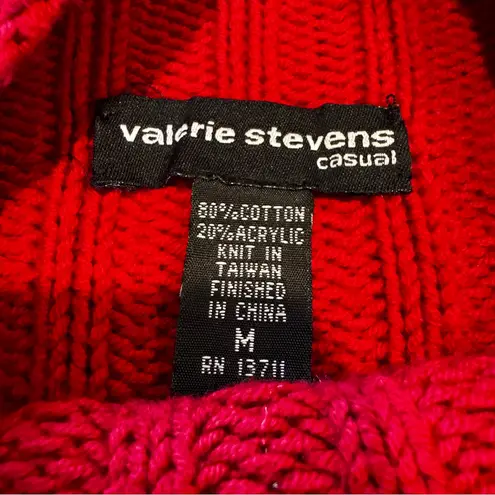 valerie stevens
casual
80%COTTON
20%ACRYLIC
KNIT IN
TAIWAN
FINISHED
IN CHINA
M
RN 13711